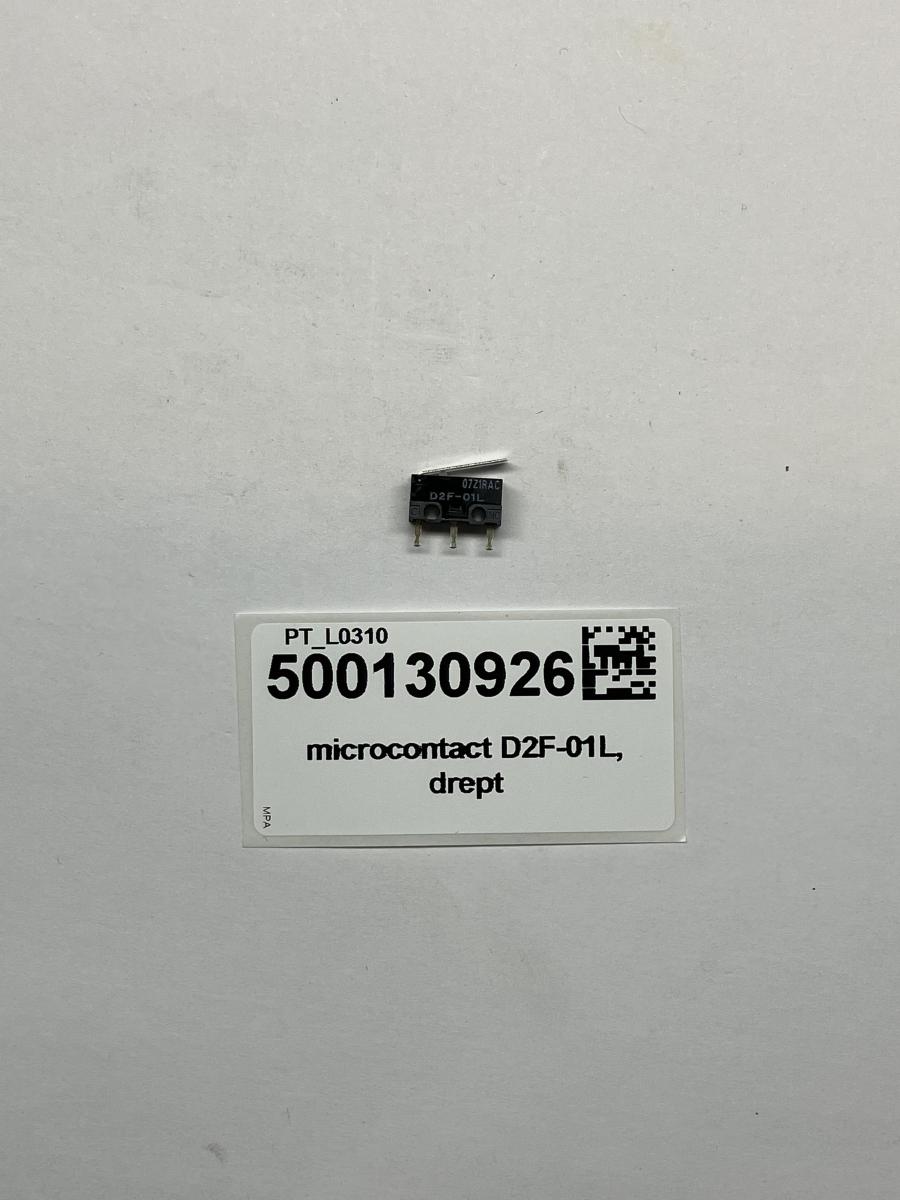 07Z1RAC
D2F-01L
PT_L0310
500130926
microcontact D2F-01L,
drept
MPA